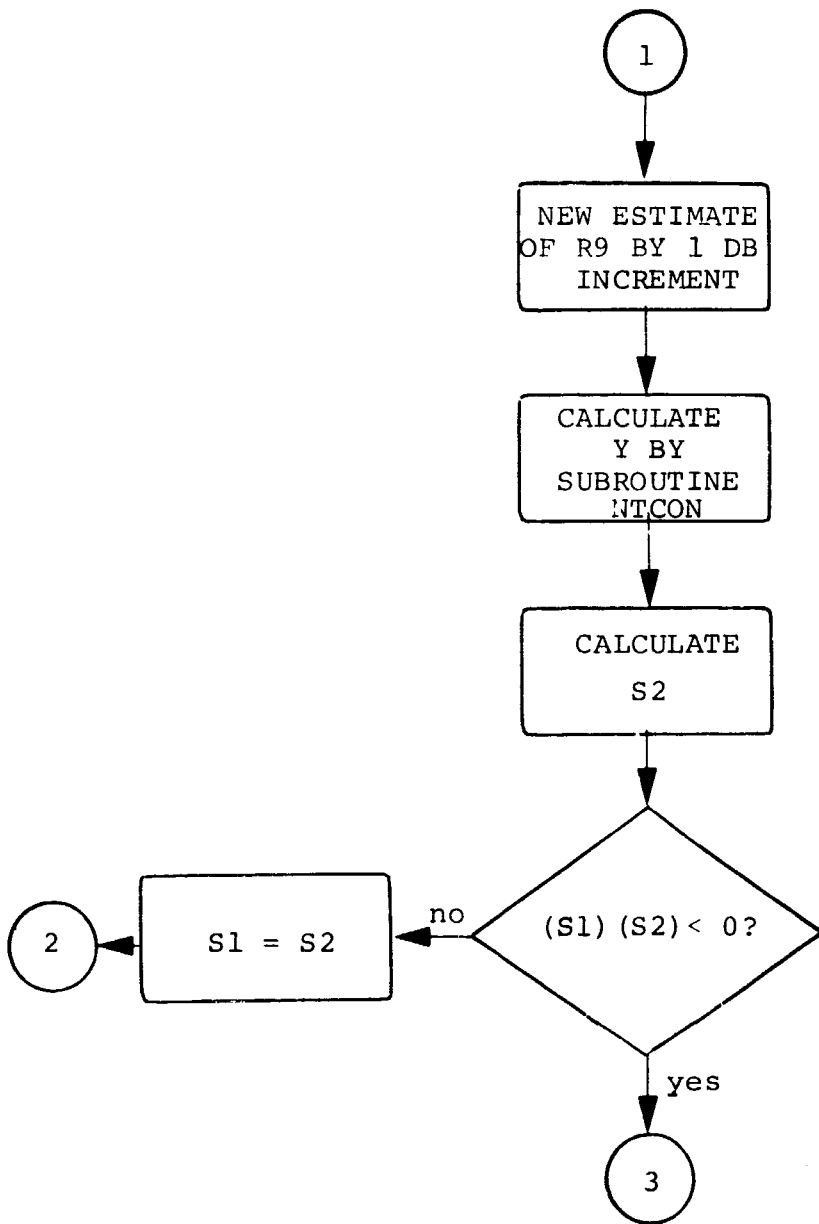 1
NEW ESTIMATE
OF R9 BY 1 DB
INCREMENT
CALCULATE
Y BY
SUBROUTINE
NTCON
CALCULATE
S2
(S1)(S2)< 0?
no
S1 = S2
2
yes
3